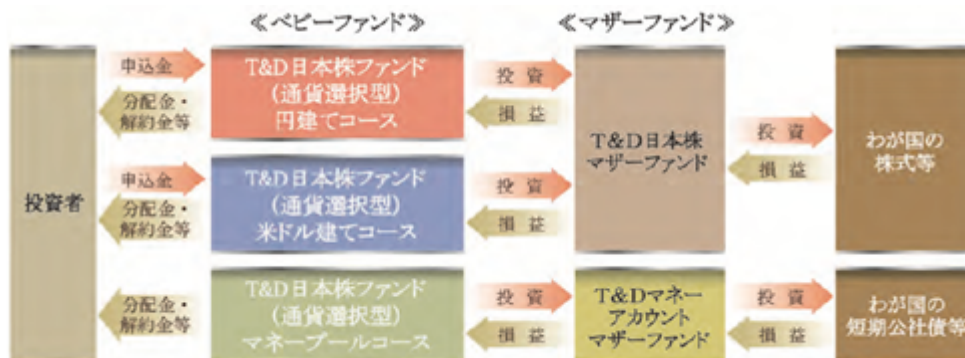 ≪ベビーファンド≫
≪マザーファンド≫
投資者
申込金
分配金・
解約金等
T&D日本株ファンド
(通貨選択型)
円建てコース
投資
損益
申込金
分配金・
解約金等
T&D日本株ファンド
(通貨選択型)
米ドル建てコース
投資
損益
T&D日本株
マザーファンド
投資
損益
わが国の
株式等
分配金・
解約金等
T&D日本株ファンド
(通貨選択型)
マネープールコース
投資
損益
T&Dマネー
アカウント
マザーファンド
投資
損益
わが国の
短期公社債等